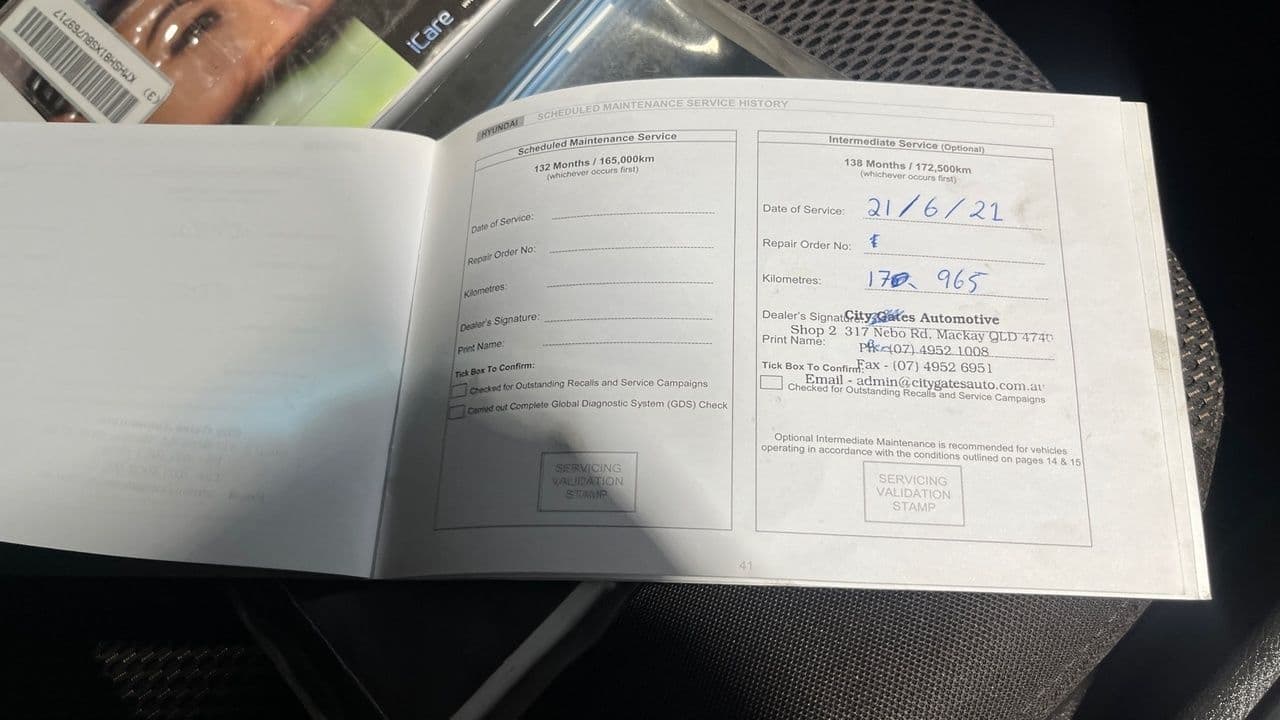 iCare
(3)
HYUNDAI
SCHEDULED MAINTENANCE SERVICE HISTORY
Scheduled Maintenance Service
132 Months / 165,000km
(whichever occurs first)
Date of Service:
Repair Order No:
Kilometres:
Dealer's Signature:
Print Name:
Tick Box To Confirm:
Checked for Outstanding Recalls and Service Campaigns
Carried out Complete Global Diagnostic System (GDS) Check
SERVICING
VALIDATION
STAMP
Intermediate Service (Optional)
138 Months / 172,500km
(whichever occurs first)
Date of Service: 21/6/21
Repair Order No:
Kilometres: 170 965
Dealer's Signature: City Gates Automotive
Shop 2 317 Nebo Rd, Mackay QLD 4740
Print Name: Ph - (07) 4952 1008
Tick Box To Confirm: Fax - (07) 4952 6951
Email - admin@citygatesauto.com.au
Checked for Outstanding Recalls and Service Campaigns
Optional Intermediate Maintenance is recommended for vehicles
operating in accordance with the conditions outlined on pages 14 & 15
SERVICING
VALIDATION
STAMP
41